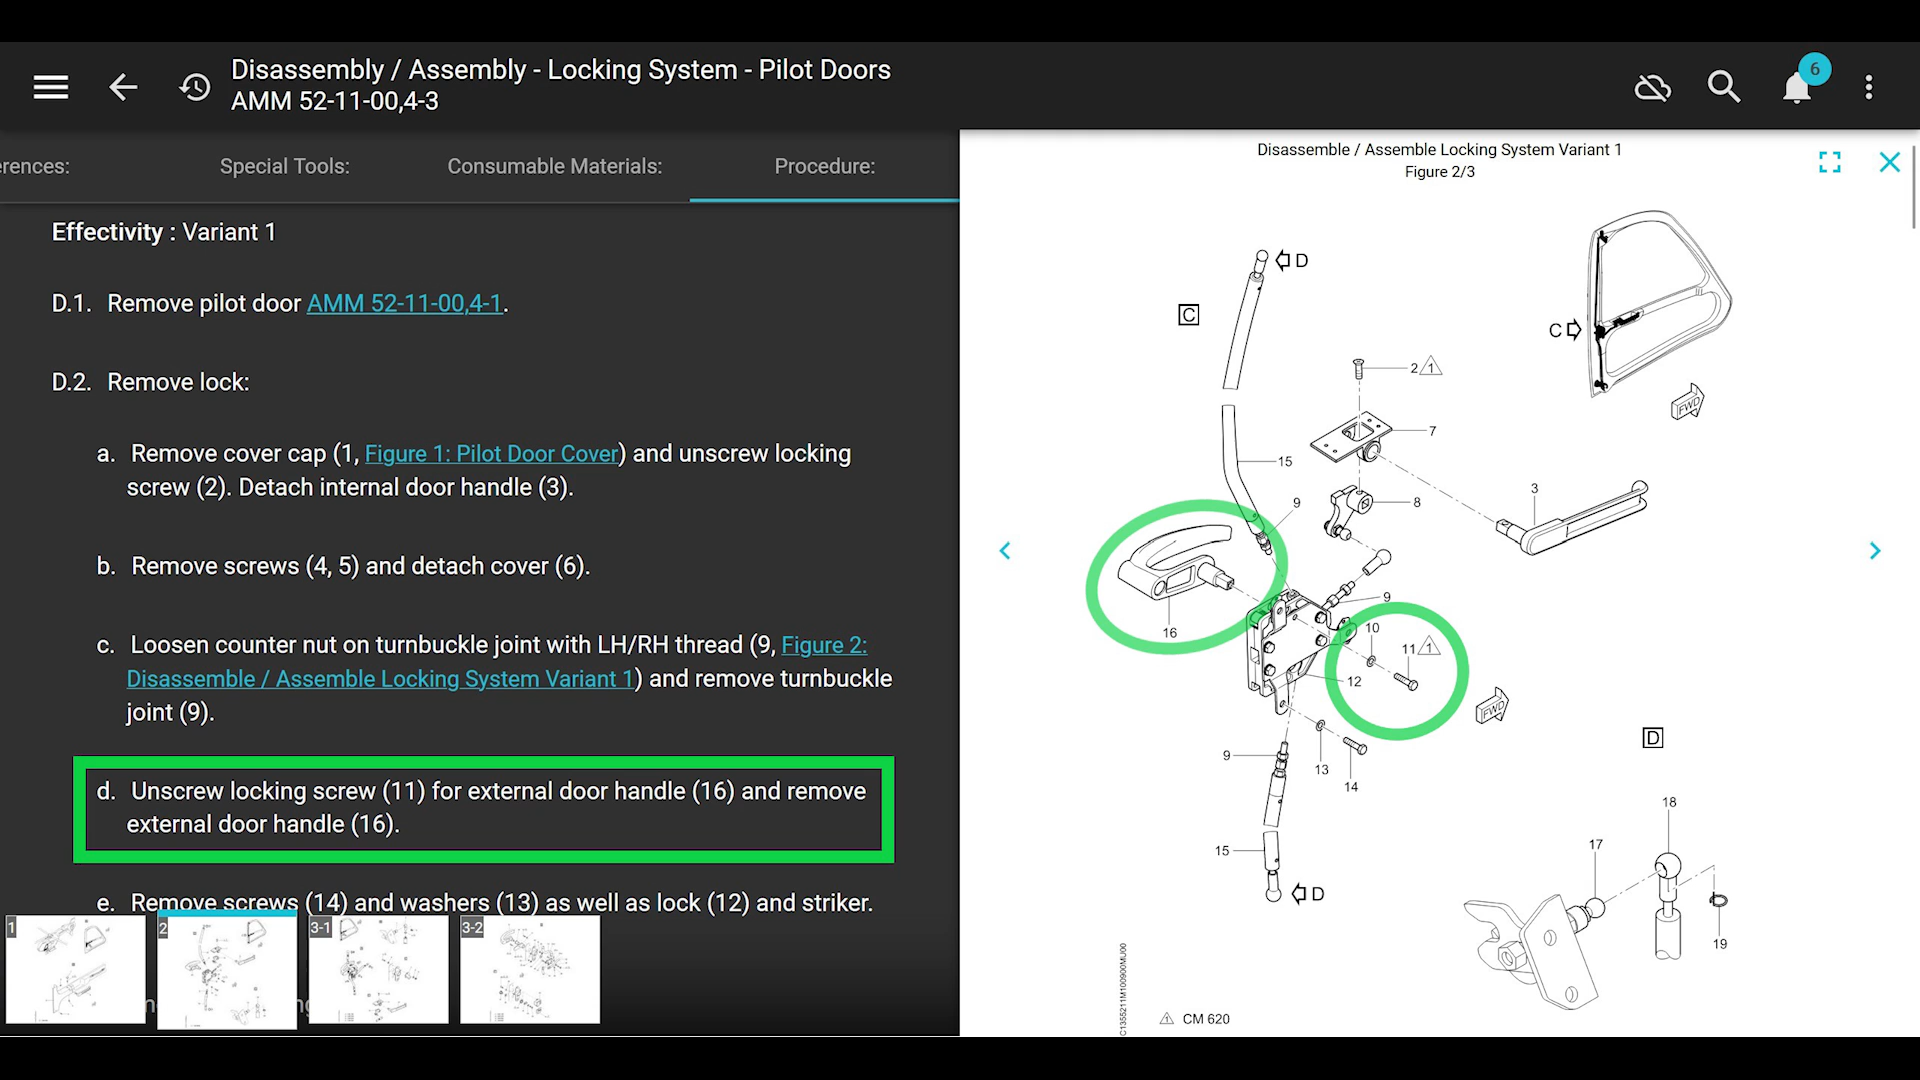 Disassembly / Assembly - Locking System - Pilot Doors
AMM 52-11-00,4-3
6
erences:
Special Tools:
Consumable Materials:
Procedure:
Effectivity : Variant 1
D.1. Remove pilot door AMM 52-11-00,4-1.
D.2. Remove lock:
a. Remove cover cap (1, Figure 1: Pilot Door Cover) and unscrew locking
screw (2). Detach internal door handle (3).
b. Remove screws (4, 5) and detach cover (6).
c. Loosen counter nut on turnbuckle joint with LH/RH thread (9, Figure 2:
Disassemble / Assemble Locking System Variant 1) and remove turnbuckle
joint (9).
d. Unscrew locking screw (11) for external door handle (16) and remove
external door handle (16).
e. Remove screws (14) and washers (13) as well as lock (12) and striker.
1
2
3-1
3-2
Disassemble / Assemble Locking System Variant 1
Figure 2/3
D
C
C
2 1
7
FWD
15
3
9
8
9
16
10
11 1
12
FWD
D
9
13
14
18
17
15
D
19
C1355211M100900MU00
1 CM 620